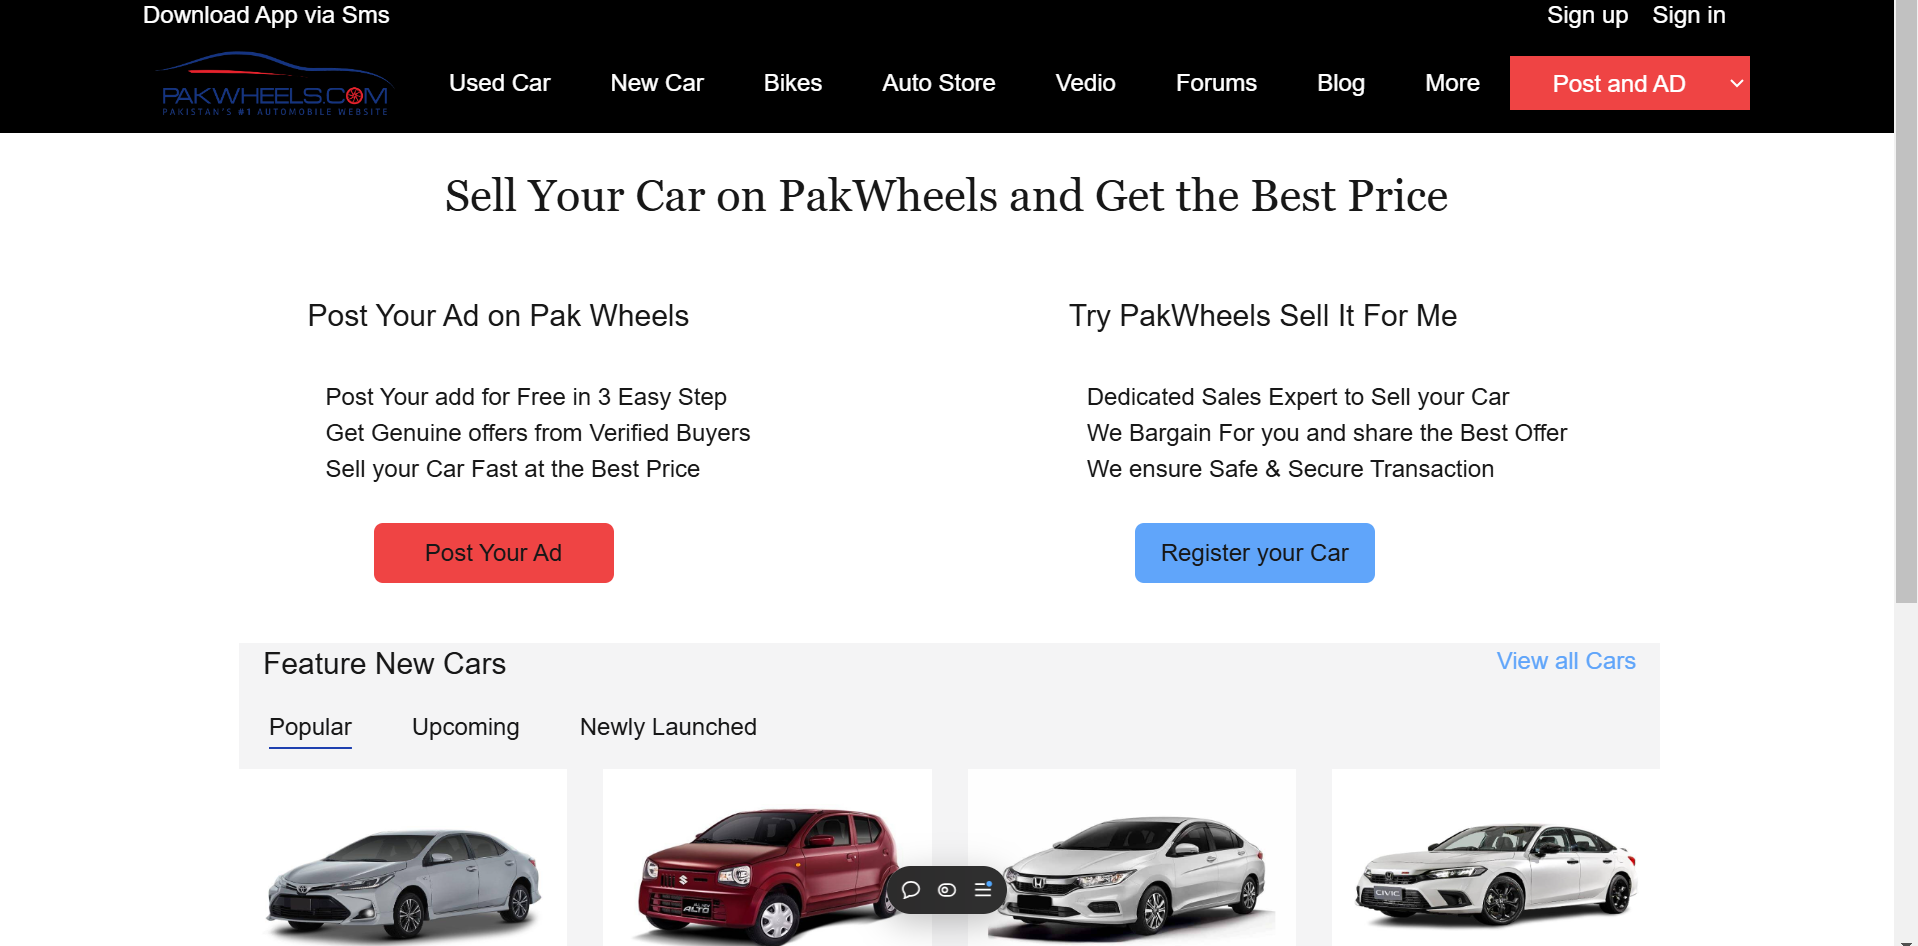 Download App via Sms
Sign up Sign in
PAKWHEELS.COM
PAKISTAN'S #1 AUTOMOBILE WEBSITE
Used Car New Car Bikes Auto Store Vedio Forums Blog More Post and AD
Sell Your Car on PakWheels and Get the Best Price
Post Your Ad on Pak Wheels
Post Your add for Free in 3 Easy Step
Get Genuine offers from Verified Buyers
Sell your Car Fast at the Best Price
Post Your Ad
Try PakWheels Sell It For Me
Dedicated Sales Expert to Sell your Car
We Bargain For you and share the Best Offer
We ensure Safe & Secure Transaction
Register your Car
Feature New Cars
View all Cars
Popular Upcoming Newly Launched
ALTO
CIVIC